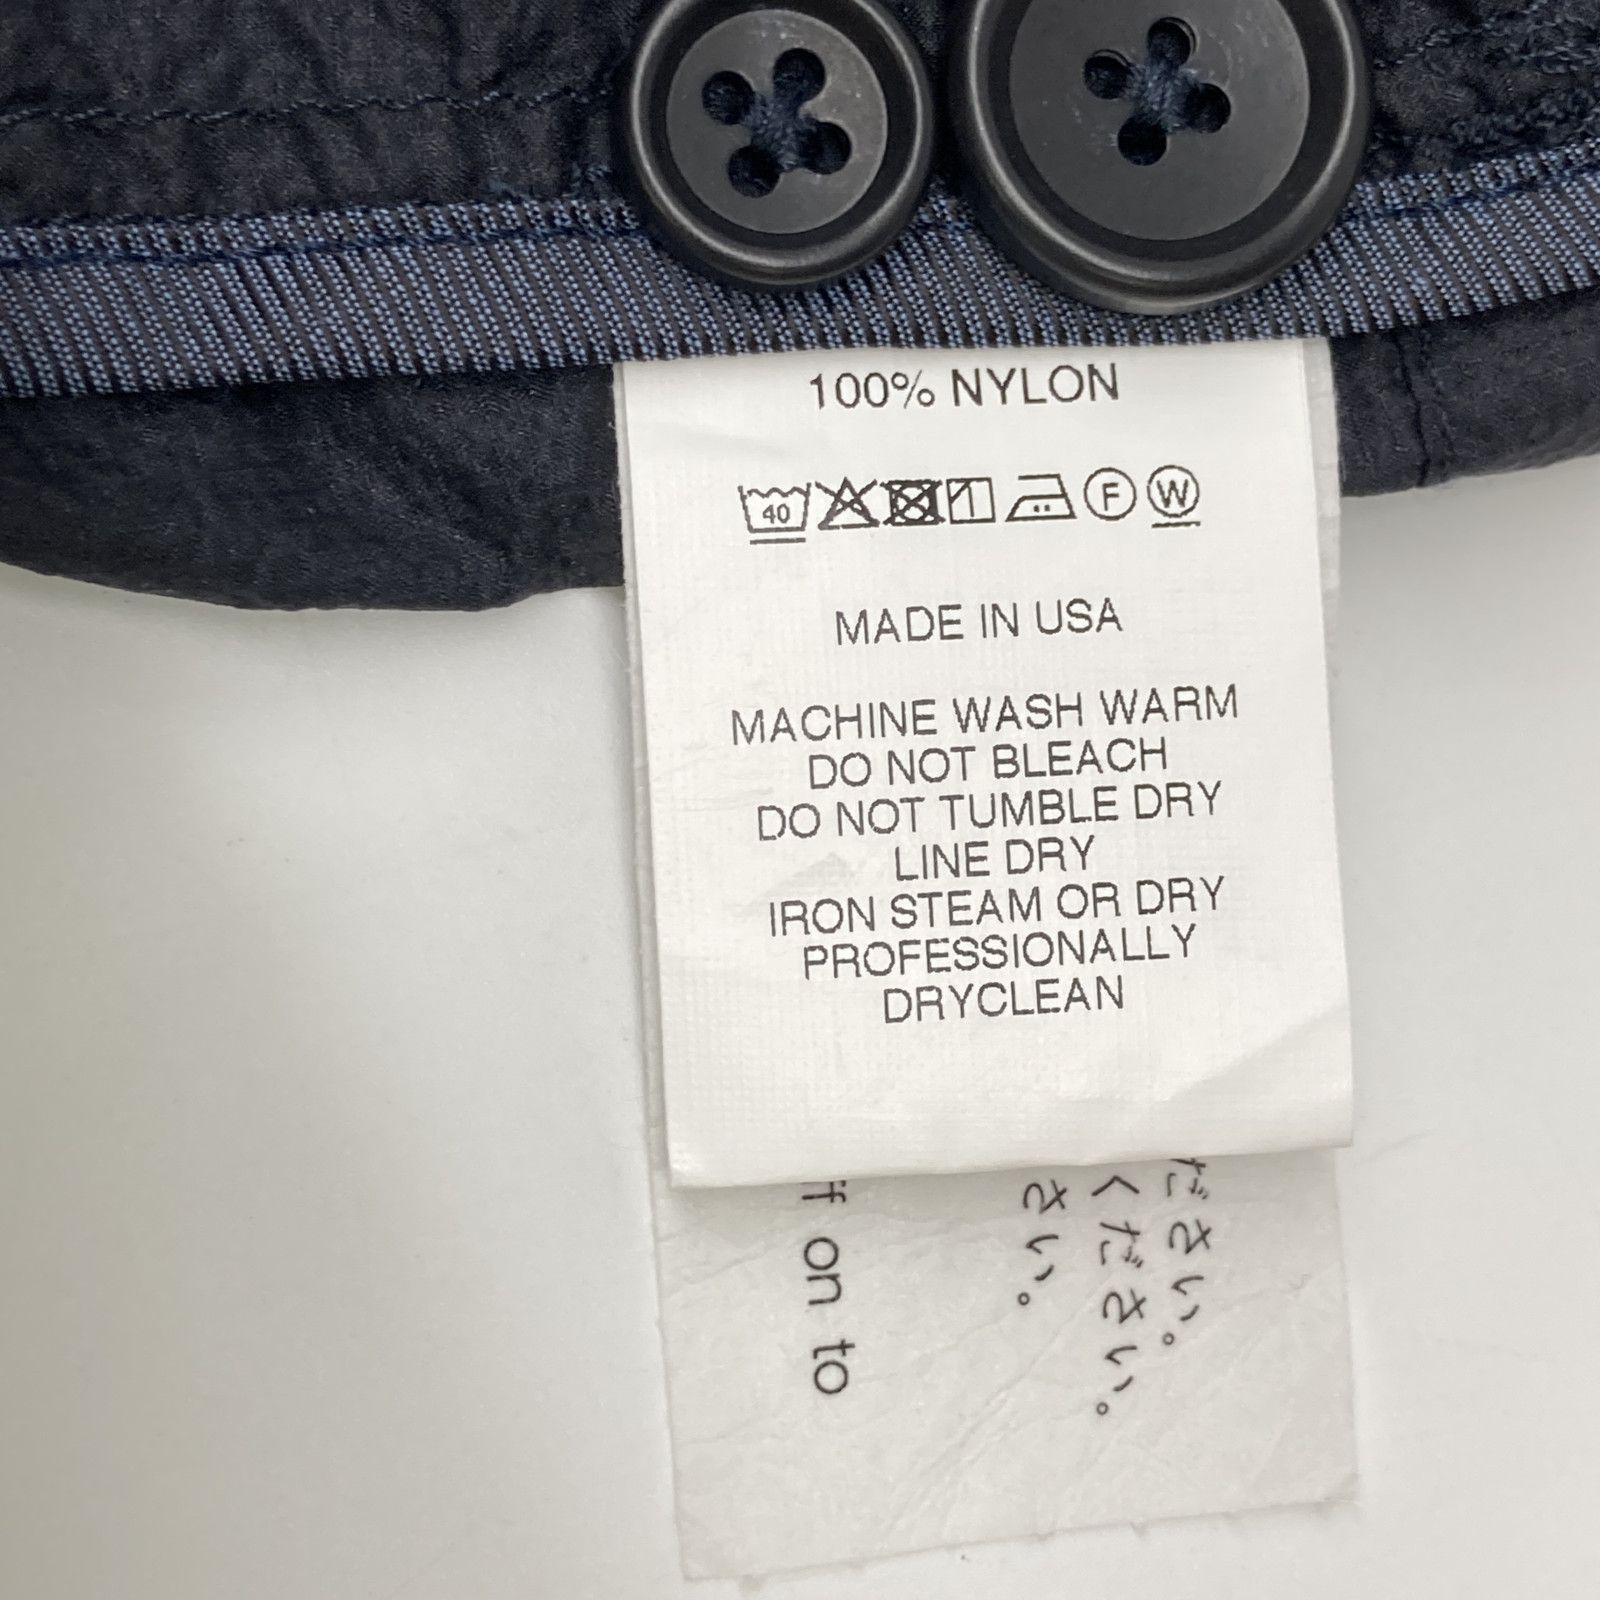 100% NYLON
40 F W
MADE IN USA
MACHINE WASH WARM
DO NOT BLEACH
DO NOT TUMBLE DRY
LINE DRY
IRON STEAM OR DRY
PROFESSIONALLY
DRYCLEAN
ださい。
ください。
さい。
on to